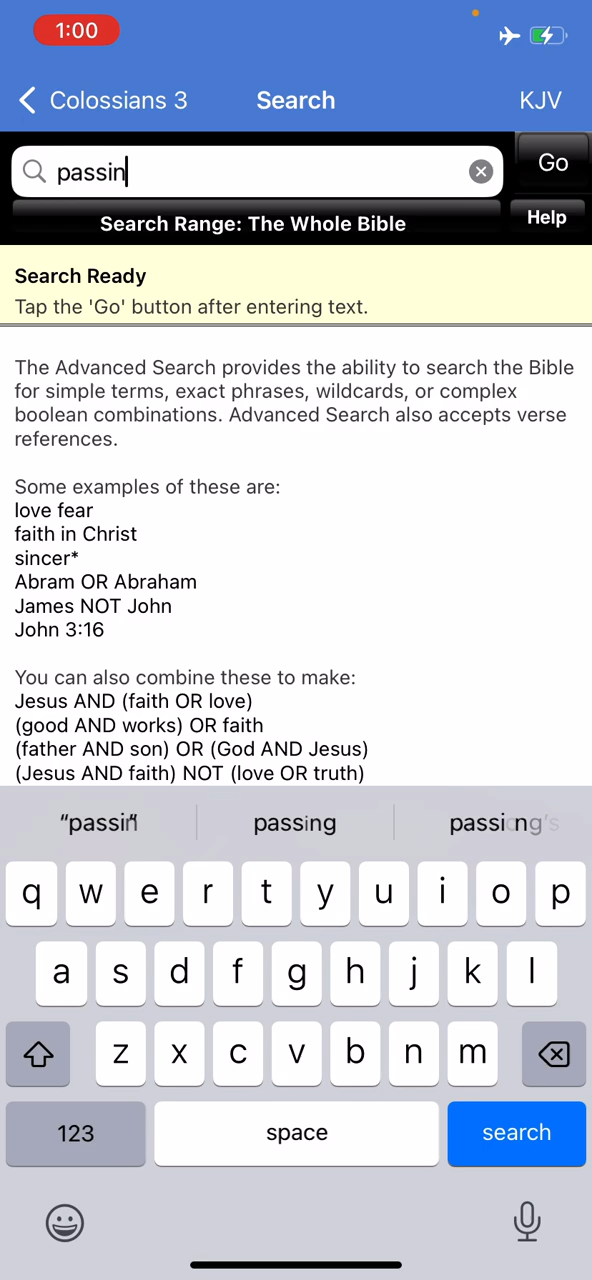 1:00
Colossians 3
Search
KJV
passin
Go
Search Range: The Whole Bible
Help
Search Ready
Tap the 'Go' button after entering text.
The Advanced Search provides the ability to search the Bible
for simple terms, exact phrases, wildcards, or complex
boolean combinations. Advanced Search also accepts verse
references.
Some examples of these are:
love fear
faith in Christ
sincer*
Abram OR Abraham
James NOT John
John 3:16
You can also combine these to make:
Jesus AND (faith OR love)
(good AND works) OR faith
(father AND son) OR (God AND Jesus)
(Jesus AND faith) NOT (love OR truth)
“passin” passing
q w e r t y u i o p
a s d f g h j k l
z x c v b n m
123 space search